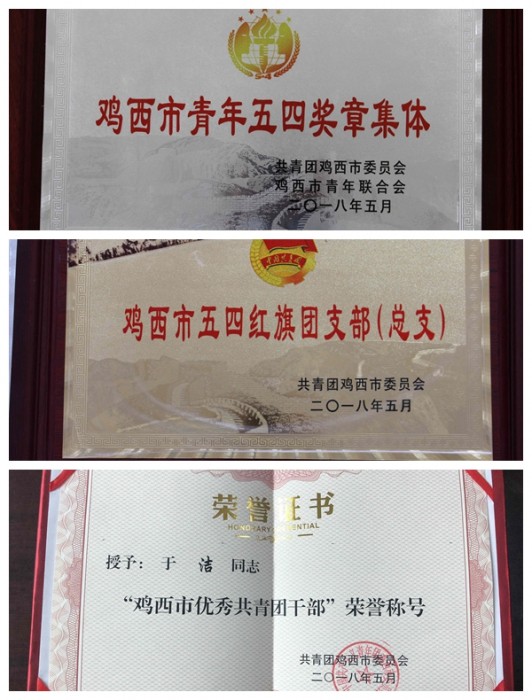 鸡西市青年五四奖章集体
共青团鸡西市委员会
鸡西市青年联合会
二〇一八年五月
鸡西市五四红旗团支部(总支)
共青团鸡西市委员会
二〇一八年五月
荣誉证书
HONORARY CREDENTIAL
授予：于 洁 同志
“鸡西市优秀共青团干部”荣誉称号
共青团鸡西市委员会
二〇一八年五月